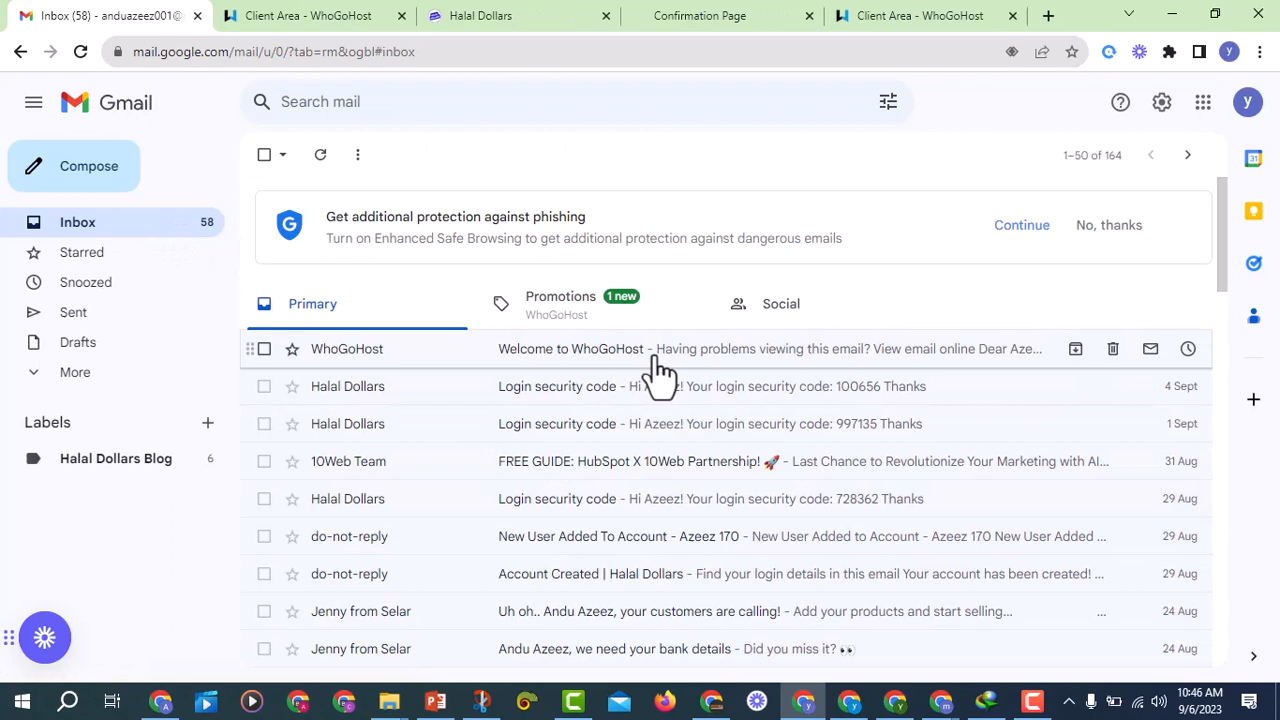 Inbox (58) - anduazeez001@
Client Area - WhoGoHost
Halal Dollars
Confirmation Page
Client Area - WhoGoHost
mail.google.com/mail/u/0/?tab=rm&ogbl#inbox
y
Gmail
Search mail
y
Compose
1–50 of 164
31
Get additional protection against phishing
Turn on Enhanced Safe Browsing to get additional protection against dangerous emails
Continue
No, thanks
Inbox 58
Starred
Snoozed
Sent
Drafts
More
Labels
Halal Dollars Blog 6
Primary
Promotions 1 new
WhoGoHost
Social
WhoGoHost Welcome to WhoGoHost - Having problems viewing this email? View email online Dear Aze...
Halal Dollars Login security code - Hi Azeez! Your login security code: 100656 Thanks 4 Sept
Halal Dollars Login security code - Hi Azeez! Your login security code: 997135 Thanks 1 Sept
10Web Team FREE GUIDE: HubSpot X 10Web Partnership! 🚀 - Last Chance to Revolutionize Your Marketing with AI... 31 Aug
Halal Dollars Login security code - Hi Azeez! Your login security code: 728362 Thanks 29 Aug
do-not-reply New User Added To Account - Azeez 170 - New User Added to Account - Azeez 170 New User Added ... 29 Aug
do-not-reply Account Created | Halal Dollars - Find your login details in this email Your account has been created! ... 29 Aug
Jenny from Selar Uh oh.. Andu Azeez, your customers are calling! - Add your products and start selling... ... 24 Aug
Jenny from Selar Andu Azeez, we need your bank details - Did you miss it? 👀 24 Aug
10:46 AM
9/6/2023